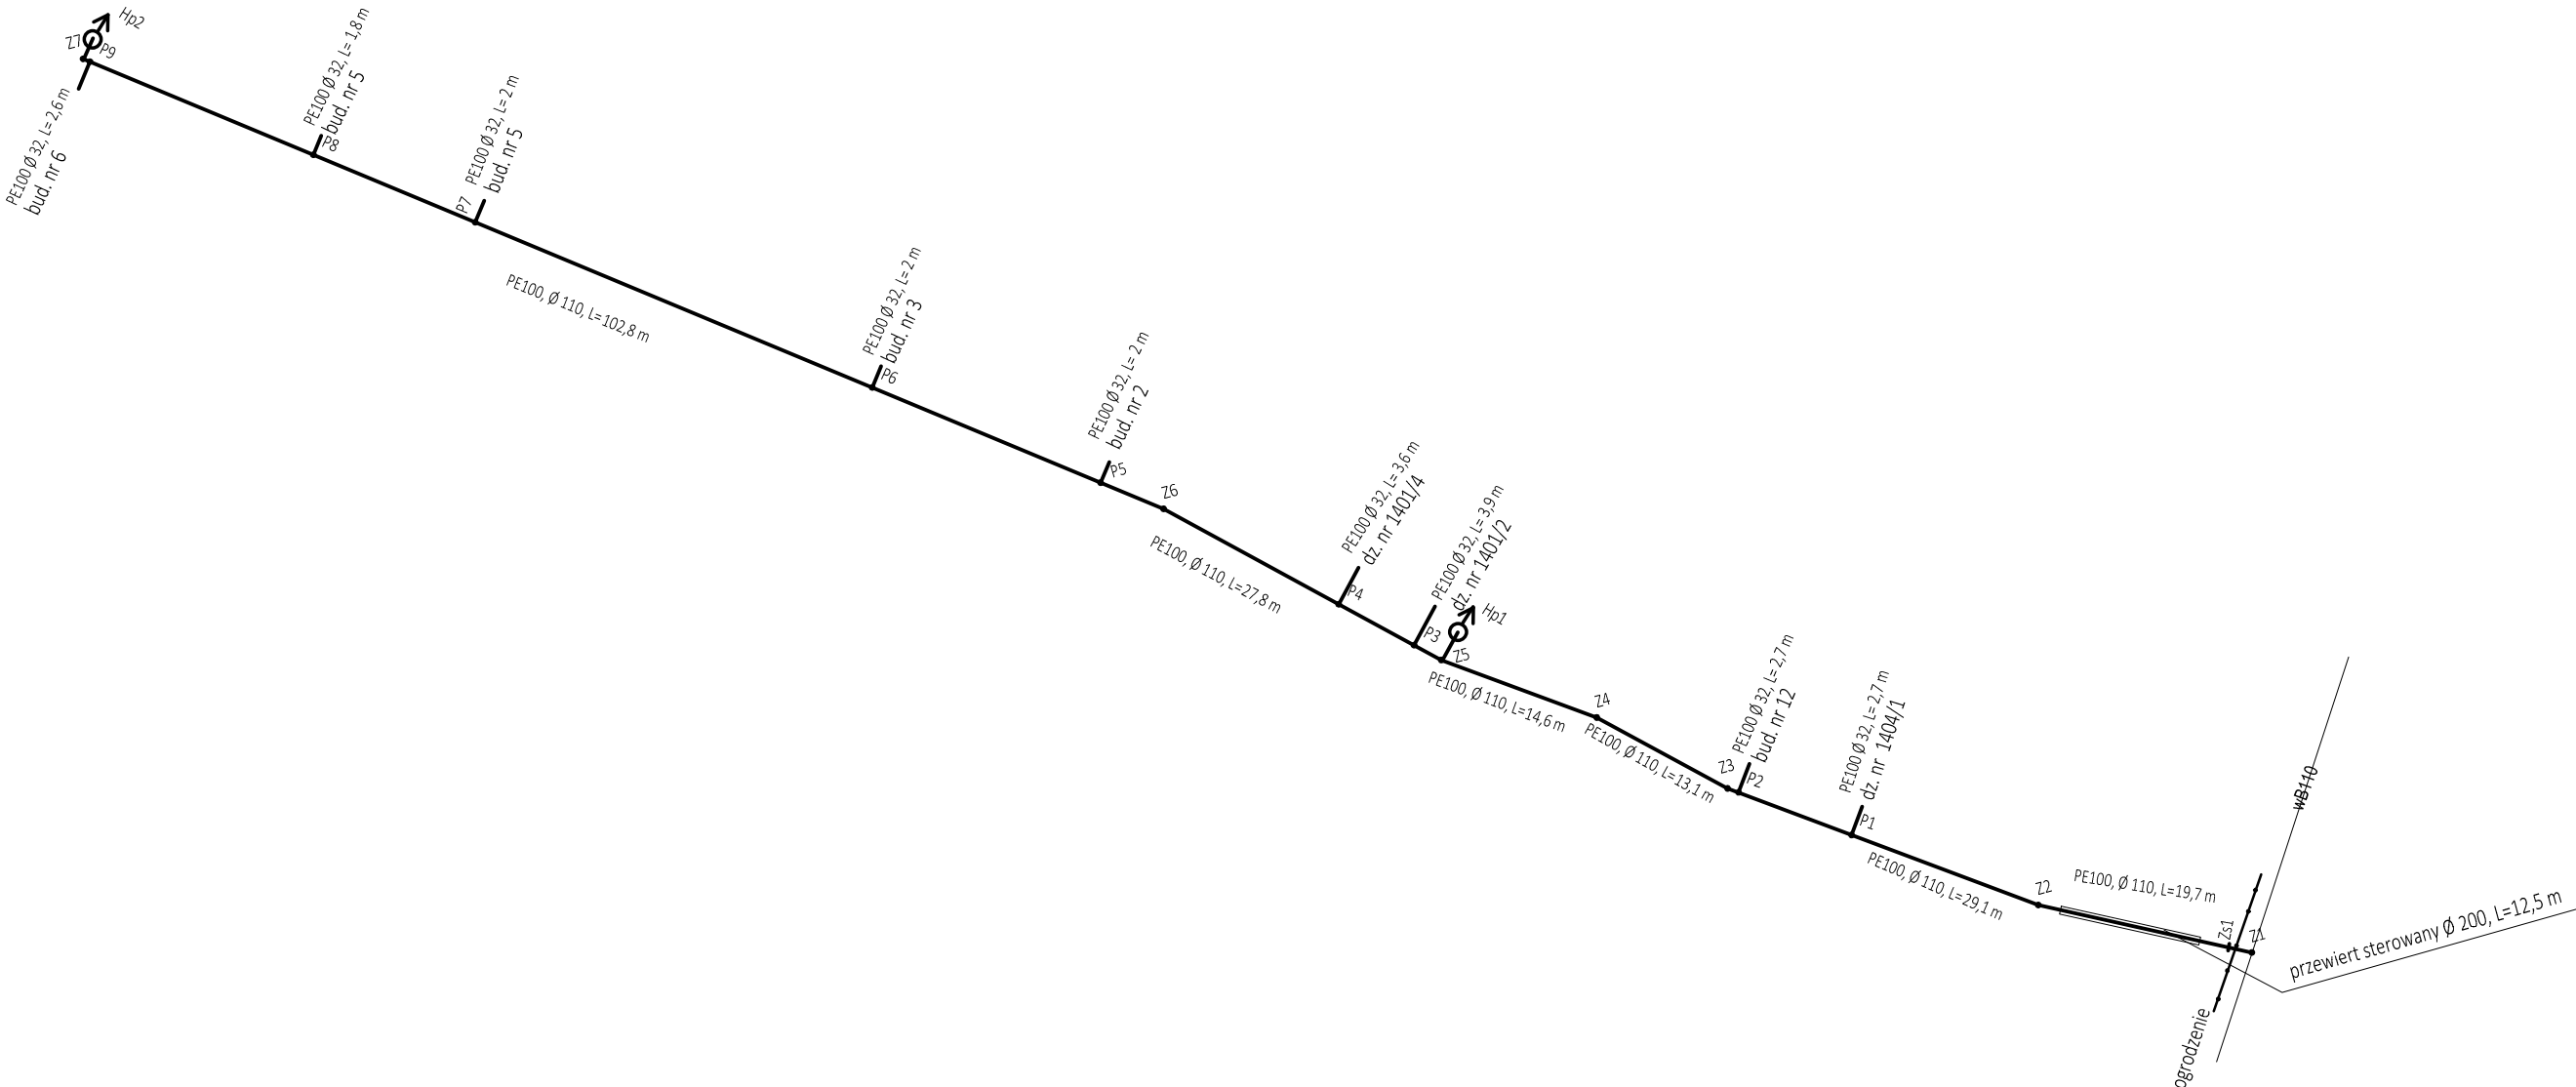 Hp2
Z7
P9
PE100 Ø 32, L= 2,6 m
bud. nr 6
PE100 Ø 32, L= 1,8 m
bud. nr 5
P8
PE100 Ø 32, L= 2 m
bud. nr 5
P7
PE100, Ø 110, L=102,8 m
PE100 Ø 32, L= 2 m
bud. nr 3
P6
PE100 Ø 32, L= 2 m
bud. nr 2
P5
Z6
PE100, Ø 110, L=27,8 m
PE100 Ø 32, L= 3,6 m
dz. nr 1401/4
P4
PE100 Ø 32, L= 3,9 m
dz. nr 1401/2
P3
Hp1
Z5
PE100, Ø 110, L=14,6 m
Z4
PE100, Ø 110, L=13,1 m
Z3
PE100 Ø 32, L= 2,7 m
bud. nr 12
P2
PE100 Ø 32, L= 2,7 m
dz. nr 1404/1
P1
PE100, Ø 110, L=29,1 m
Z2
PE100, Ø 110, L=19,7 m
Zs1
Z1
wB110
przewiert sterowany Ø 200, L=12,5 m
ogrodzenie